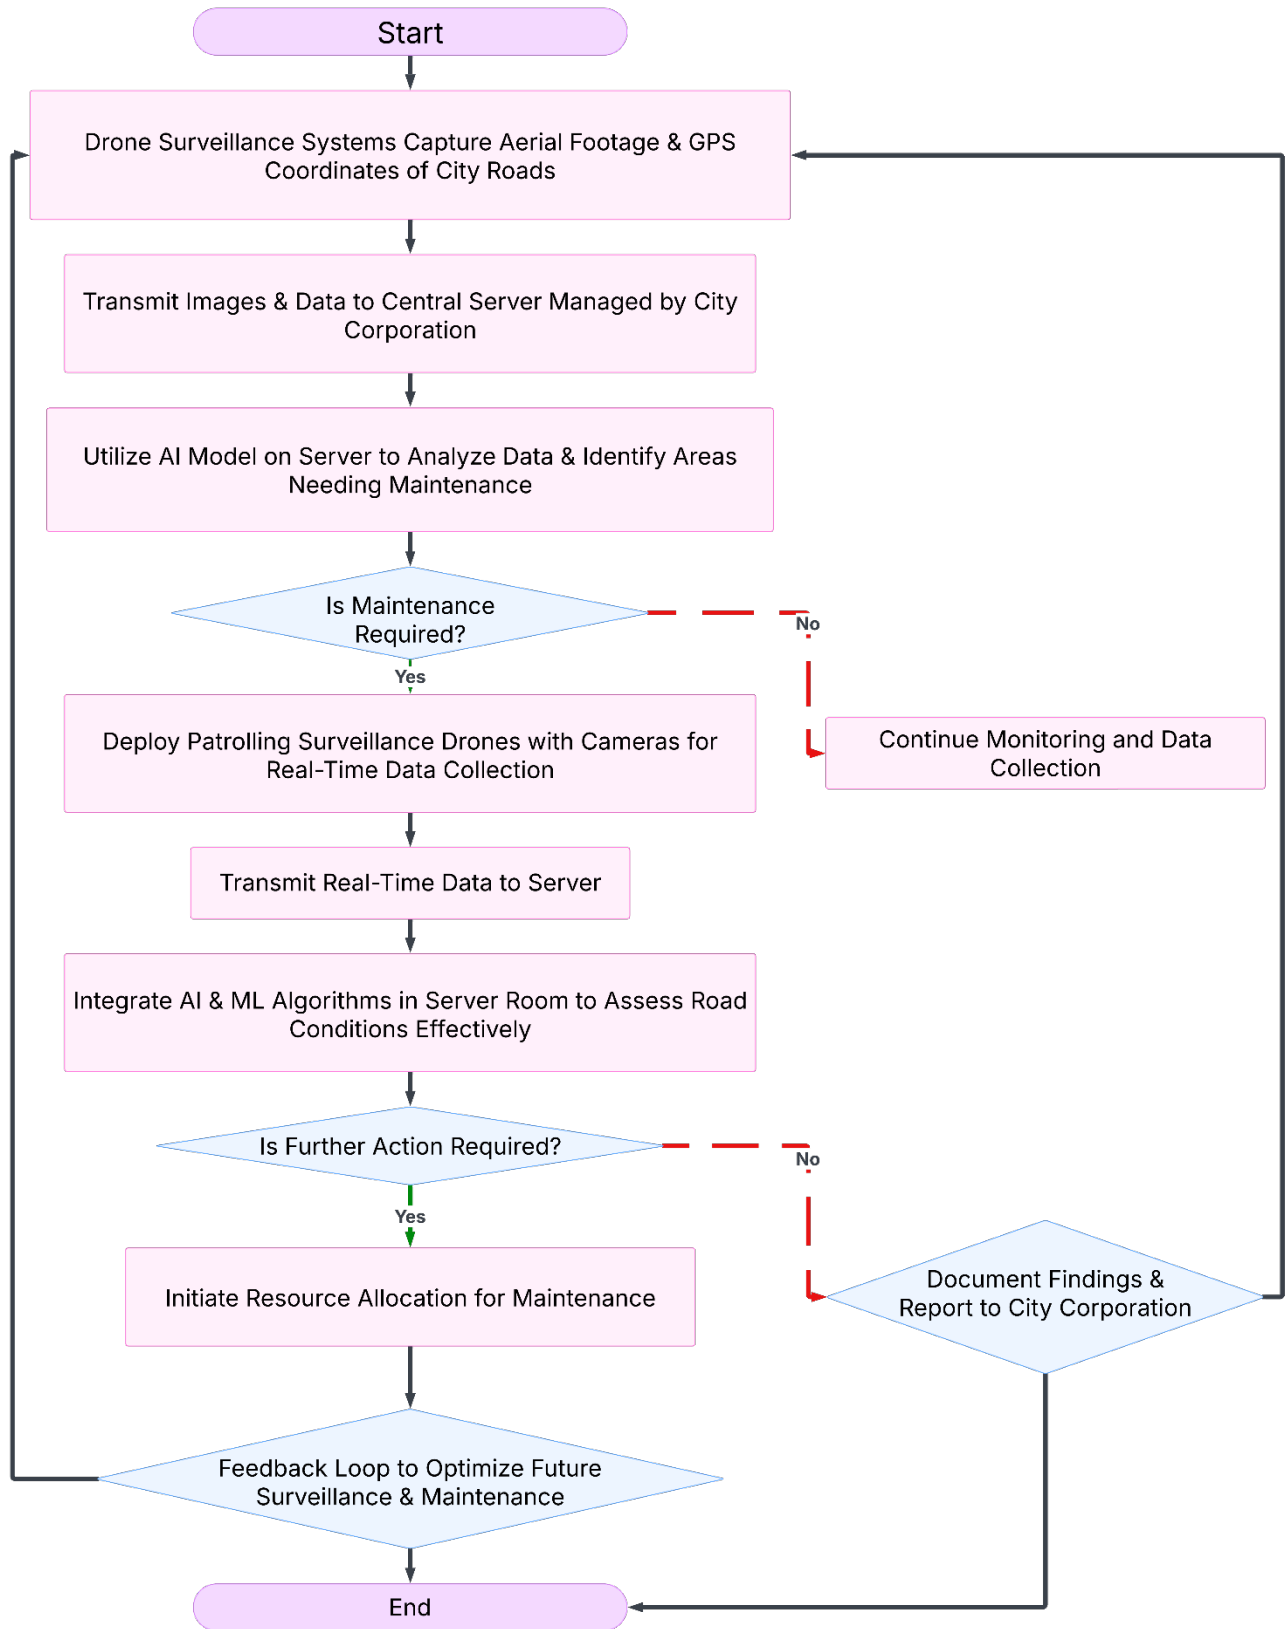 Start
Drone Surveillance Systems Capture Aerial Footage & GPS
Coordinates of City Roads
Transmit Images & Data to Central Server Managed by City
Corporation
Utilize AI Model on Server to Analyze Data & Identify Areas
Needing Maintenance
Is Maintenance
Required?
No
Yes
Deploy Patrolling Surveillance Drones with Cameras for
Real-Time Data Collection
Continue Monitoring and Data
Collection
Transmit Real-Time Data to Server
Integrate AI & ML Algorithms in Server Room to Assess Road
Conditions Effectively
Is Further Action Required?
No
Yes
Initiate Resource Allocation for Maintenance
Document Findings &
Report to City Corporation
Feedback Loop to Optimize Future
Surveillance & Maintenance
End